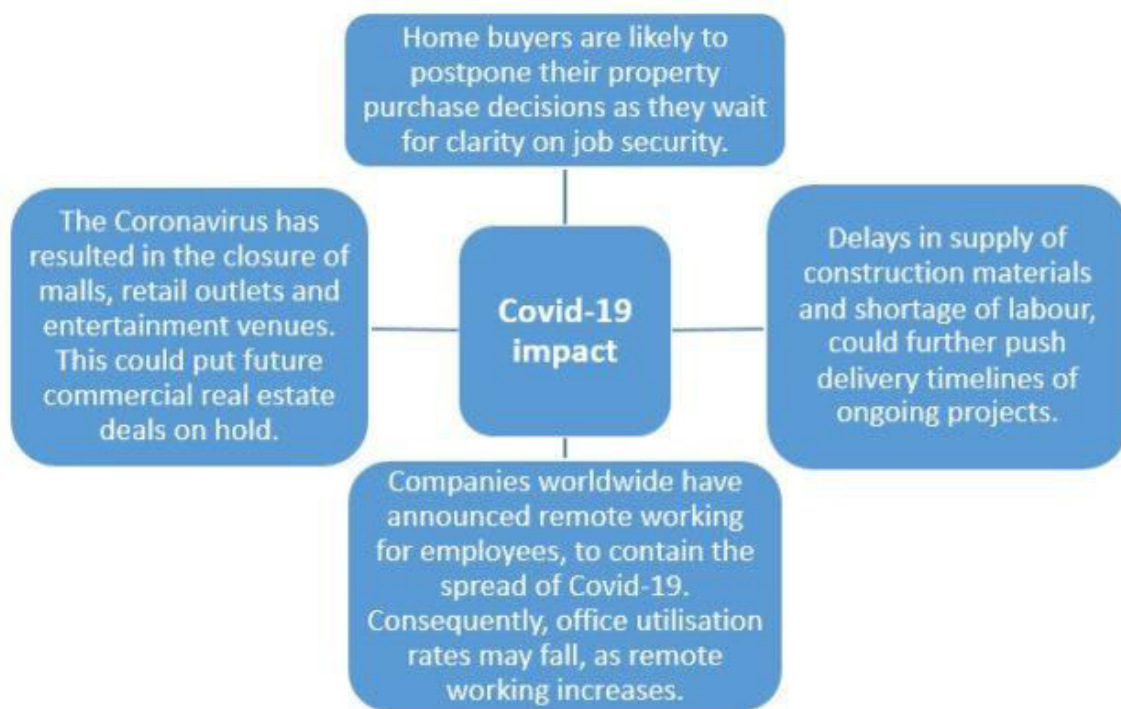 Home buyers are likely to
postpone their property
purchase decisions as they wait
for clarity on job security.
The Coronavirus has
resulted in the closure of
malls, retail outlets and
entertainment venues.
This could put future
commercial real estate
deals on hold.
Covid-19
impact
Delays in supply of
construction materials
and shortage of labour,
could further push
delivery timelines of
ongoing projects.
Companies worldwide have
announced remote working
for employees, to contain the
spread of Covid-19.
Consequently, office utilisation
rates may fall, as remote
working increases.